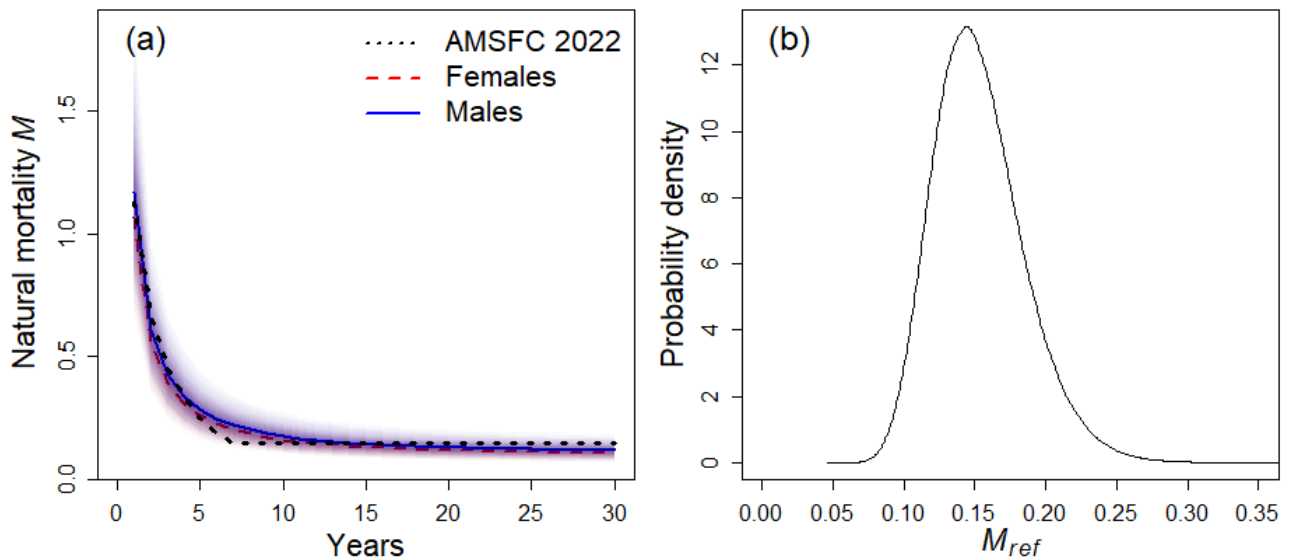 (a)
AMSFC 2022
Females
Males
Natural mortality M
0.0
0.5
1.0
1.5
0 5 10 15 20 25 30
Years
(b)
Probability density
0
2
4
6
8
10
12
0.00 0.05 0.10 0.15 0.20 0.25 0.30 0.35
M_ref